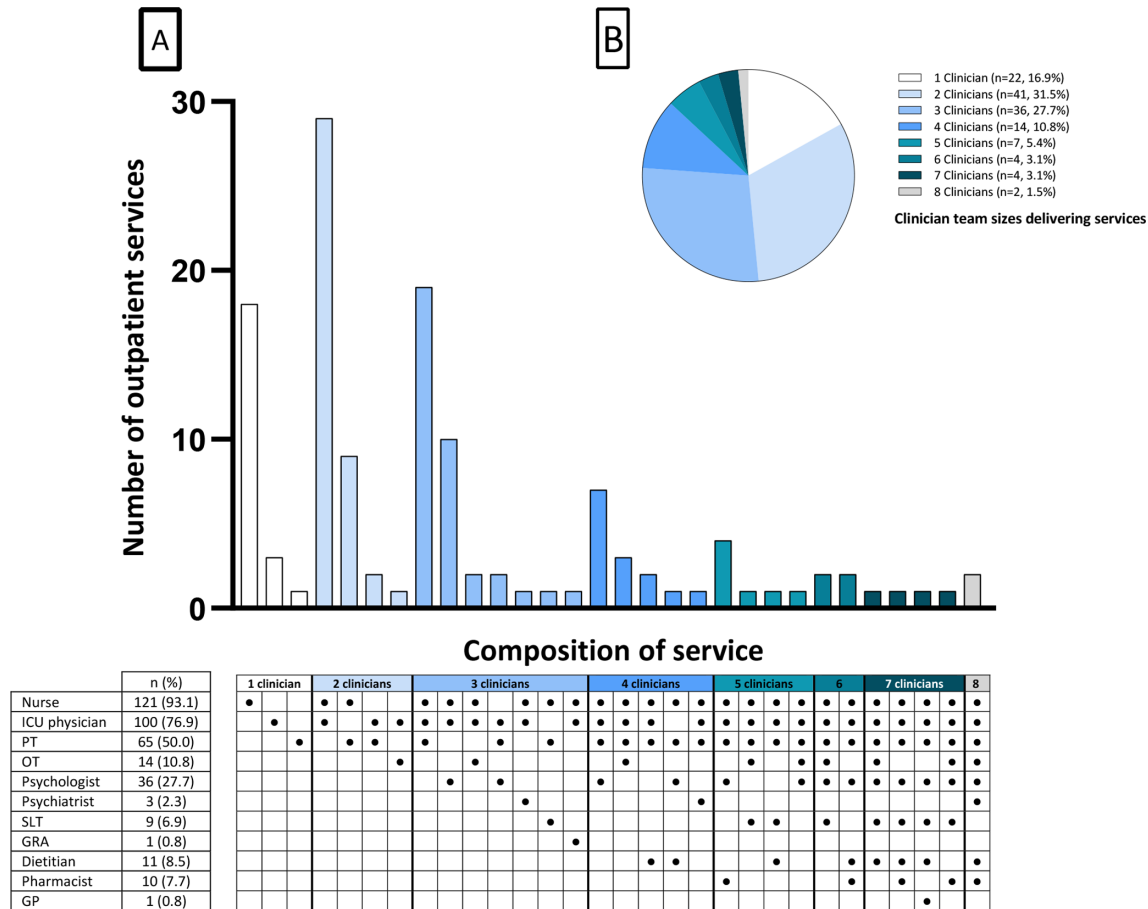 A
B
1 Clinician (n=22, 16.9%)
2 Clinicians (n=41, 31.5%)
3 Clinicians (n=36, 27.7%)
4 Clinicians (n=14, 10.8%)
5 Clinicians (n=7, 5.4%)
6 Clinicians (n=4, 3.1%)
7 Clinicians (n=4, 3.1%)
8 Clinicians (n=2, 1.5%)
Clinician team sizes delivering services
Number of outpatient services
30
20
10
0
Composition of service
n (%) 1 clinician 2 clinicians 3 clinicians 4 clinicians 5 clinicians 6 7 clinicians 8
Nurse 121 (93.1)
ICU physician 100 (76.9)
PT 65 (50.0)
OT 14 (10.8)
Psychologist 36 (27.7)
Psychiatrist 3 (2.3)
SLT 9 (6.9)
GRA 1 (0.8)
Dietitian 11 (8.5)
Pharmacist 10 (7.7)
GP 1 (0.8)